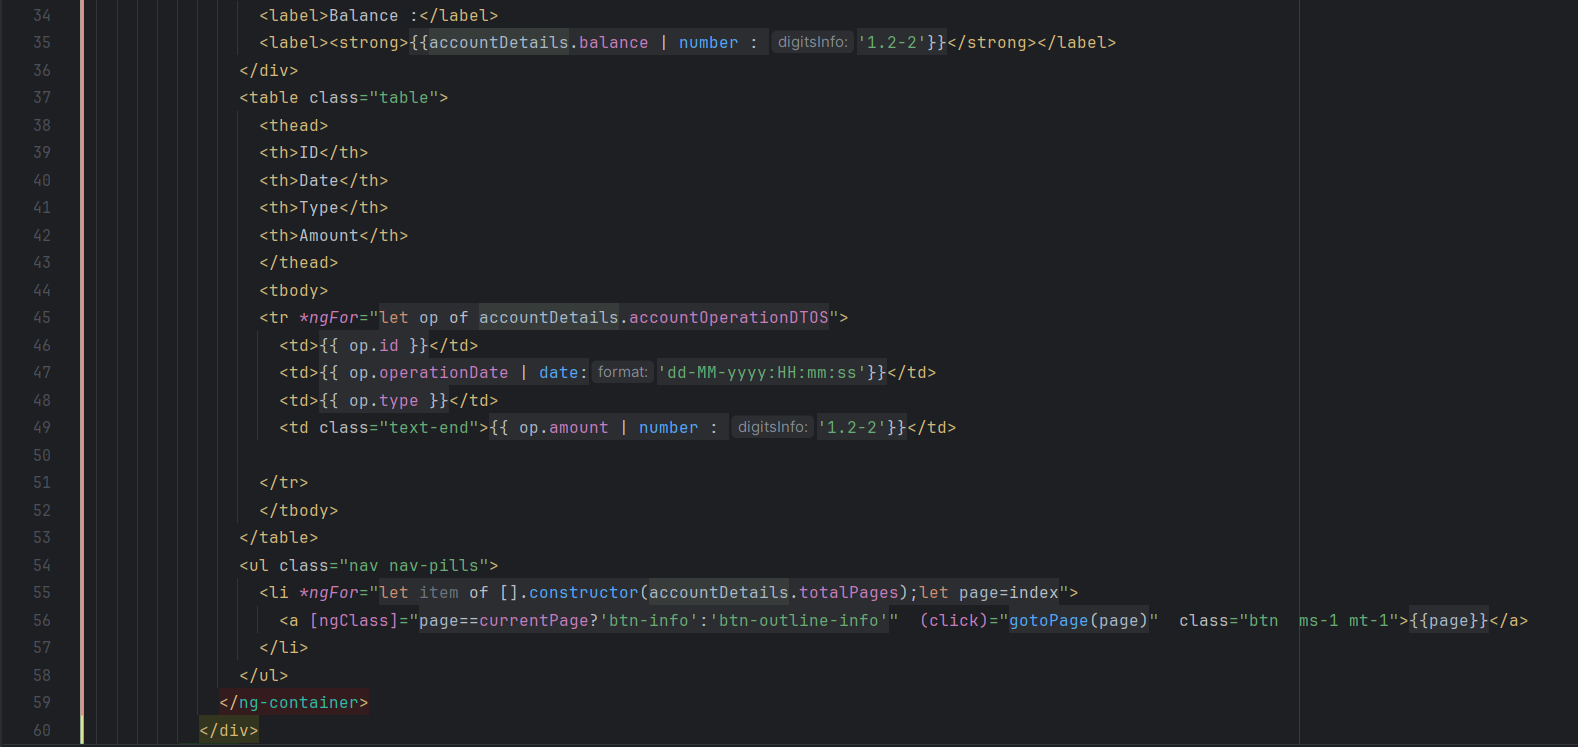 34 <label>Balance :</label>
35 <label><strong>{{accountDetails.balance | number : digitsInfo: '1.2-2'}}</strong></label>
36 </div>
37 <table class="table">
38 <thead>
39 <th>ID</th>
40 <th>Date</th>
41 <th>Type</th>
42 <th>Amount</th>
43 </thead>
44 <tbody>
45 <tr *ngFor="let op of accountDetails.accountOperationDTOS">
46 <td>{{ op.id }}</td>
47 <td>{{ op.operationDate | date: format: 'dd-MM-yyyy:HH:mm:ss'}}</td>
48 <td>{{ op.type }}</td>
49 <td class="text-end">{{ op.amount | number : digitsInfo: '1.2-2'}}</td>
50
51 </tr>
52 </tbody>
53 </table>
54 <ul class="nav nav-pills">
55 <li *ngFor="let item of [].constructor(accountDetails.totalPages);let page=index">
56 <a [ngClass]="page==currentPage?'btn-info':'btn-outline-info'"  (click)="gotoPage(page)"  class="btn  ms-1 mt-1">{{page}}</a>
57 </li>
58 </ul>
59 </ng-container>
60 </div>